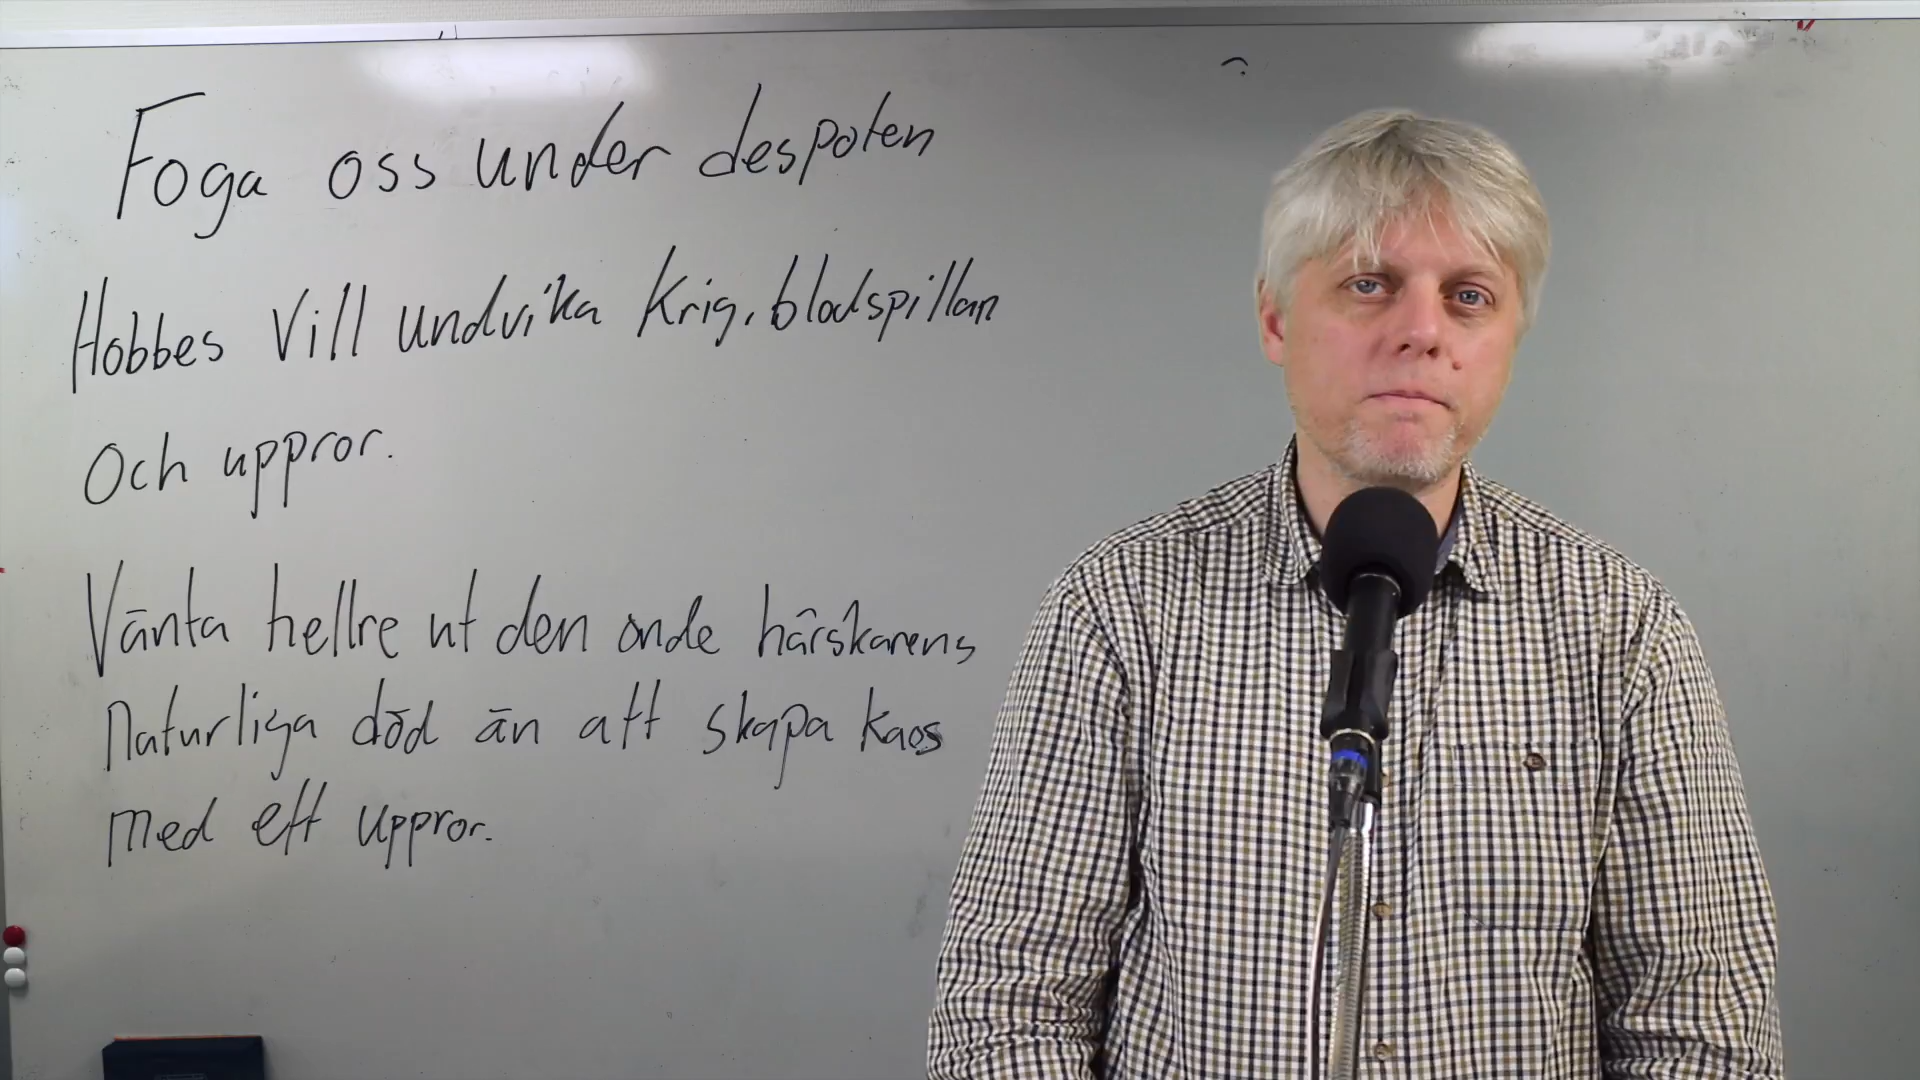 Foga oss under despoten
Hobbes vill undvika krig, blodspillan
och uppror.
Vänta hellre ut den onde härskarens
naturliga död än att skapa kaos
med ett uppror.